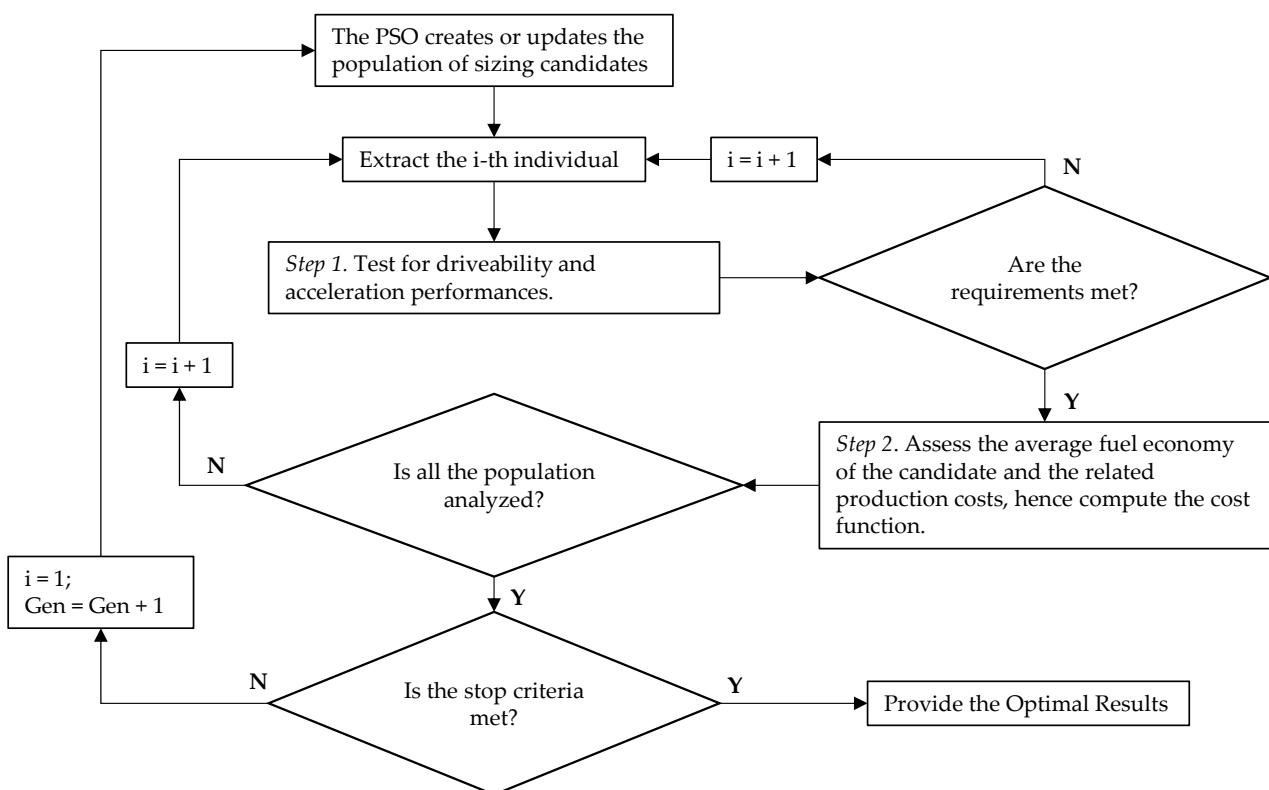 The PSO creates or updates the
population of sizing candidates
Extract the i-th individual
i = i + 1
N
Step 1. Test for driveability and
acceleration performances.
Are the
requirements met?
i = i + 1
Y
Step 2. Assess the average fuel economy
of the candidate and the related
production costs, hence compute the cost
function.
N
Is all the population
analyzed?
i = 1;
Gen = Gen + 1
Y
N
Is the stop criteria
met?
Y
Provide the Optimal Results